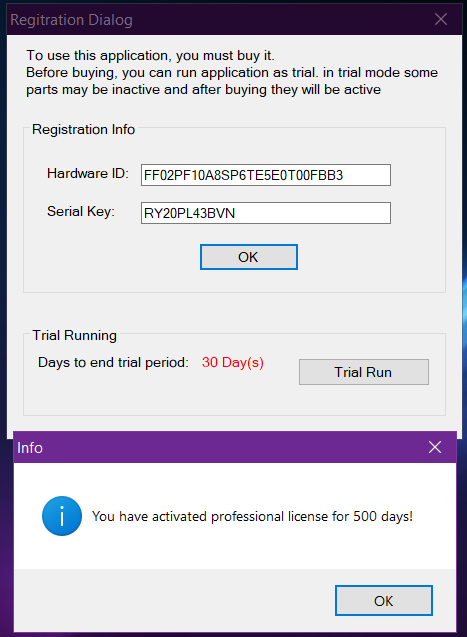 Regitration Dialog
To use this application, you must buy it.
Before buying, you can run application as trial. in trial mode some
parts may be inactive and after buying they will be active
Registration Info
Hardware ID: FF02PF10A8SP6TE5E0T00FBB3
Serial Key: RY20PL43BVN
OK
Trial Running
Days to end trial period: 30 Day(s) Trial Run
Info
You have activated professional license for 500 days!
OK